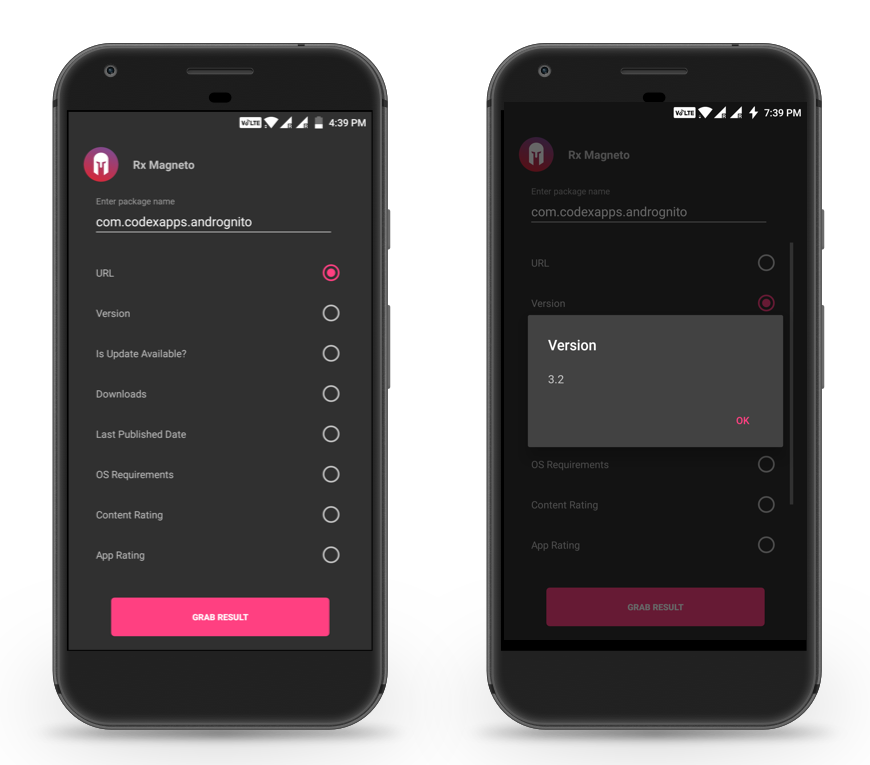 VoLTE 4:39 PM
Rx Magneto
Enter package name
com.codexapps.andrognito
URL
Version
Is Update Available?
Downloads
Last Published Date
OS Requirements
Content Rating
App Rating
GRAB RESULT
VoLTE 7:39 PM
Rx Magneto
Enter package name
com.codexapps.andrognito
URL
Version
Version
3.2
OK
OS Requirements
Content Rating
App Rating
GRAB RESULT